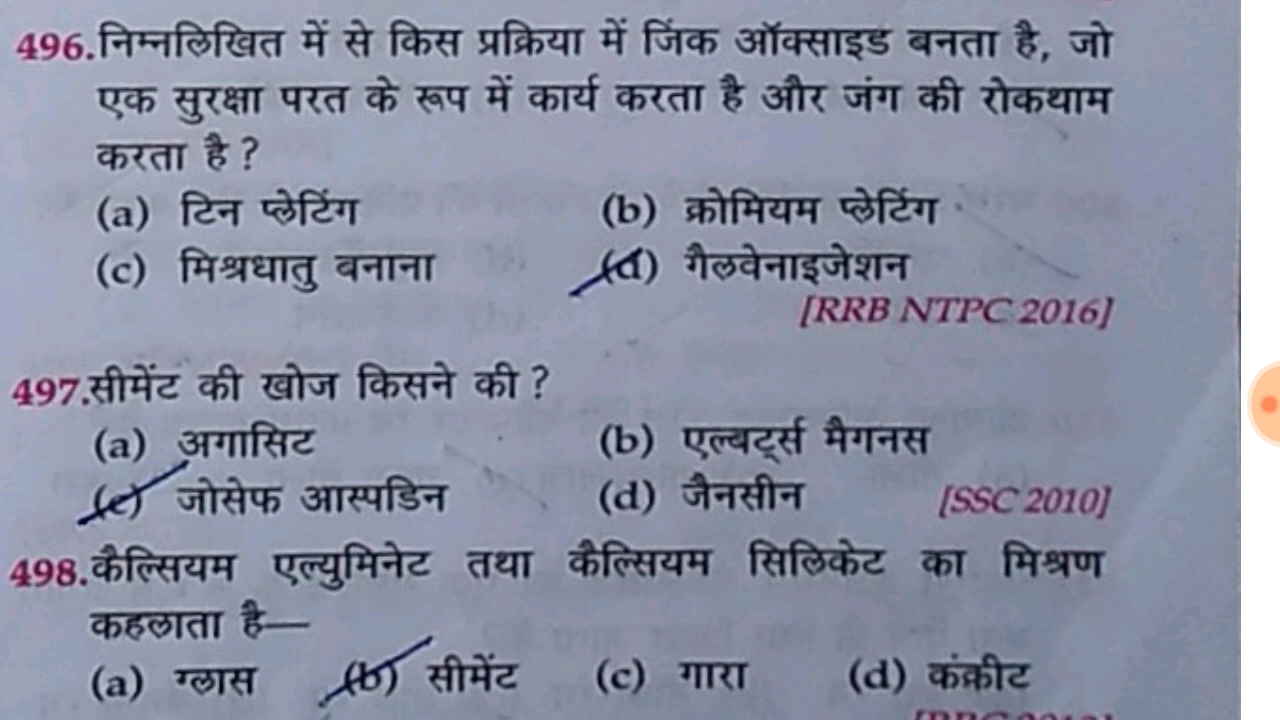 496.निम्नलिखित में से किस प्रक्रिया में जिंक ऑक्साइड बनता है, जो
एक सुरक्षा परत के रूप में कार्य करता है और जंग की रोकथाम
करता है ?
(a) टिन प्लेटिंग (b) क्रोमियम प्लेटिंग
(c) मिश्रधातु बनाना (d) गैलवेनाइजेशन
[RRB NTPC 2016]
497.सीमेंट की खोज किसने की ?
(a) अगासिट (b) एल्बर्ट्स मैगनस
(c) जोसेफ आस्पडिन (d) जैनसीन [SSC 2010]
498.कैल्सियम एल्युमिनेट तथा कैल्सियम सिलिकेट का मिश्रण
कहलाता है—
(a) ग्लास (b) सीमेंट (c) गारा (d) कंक्रीट